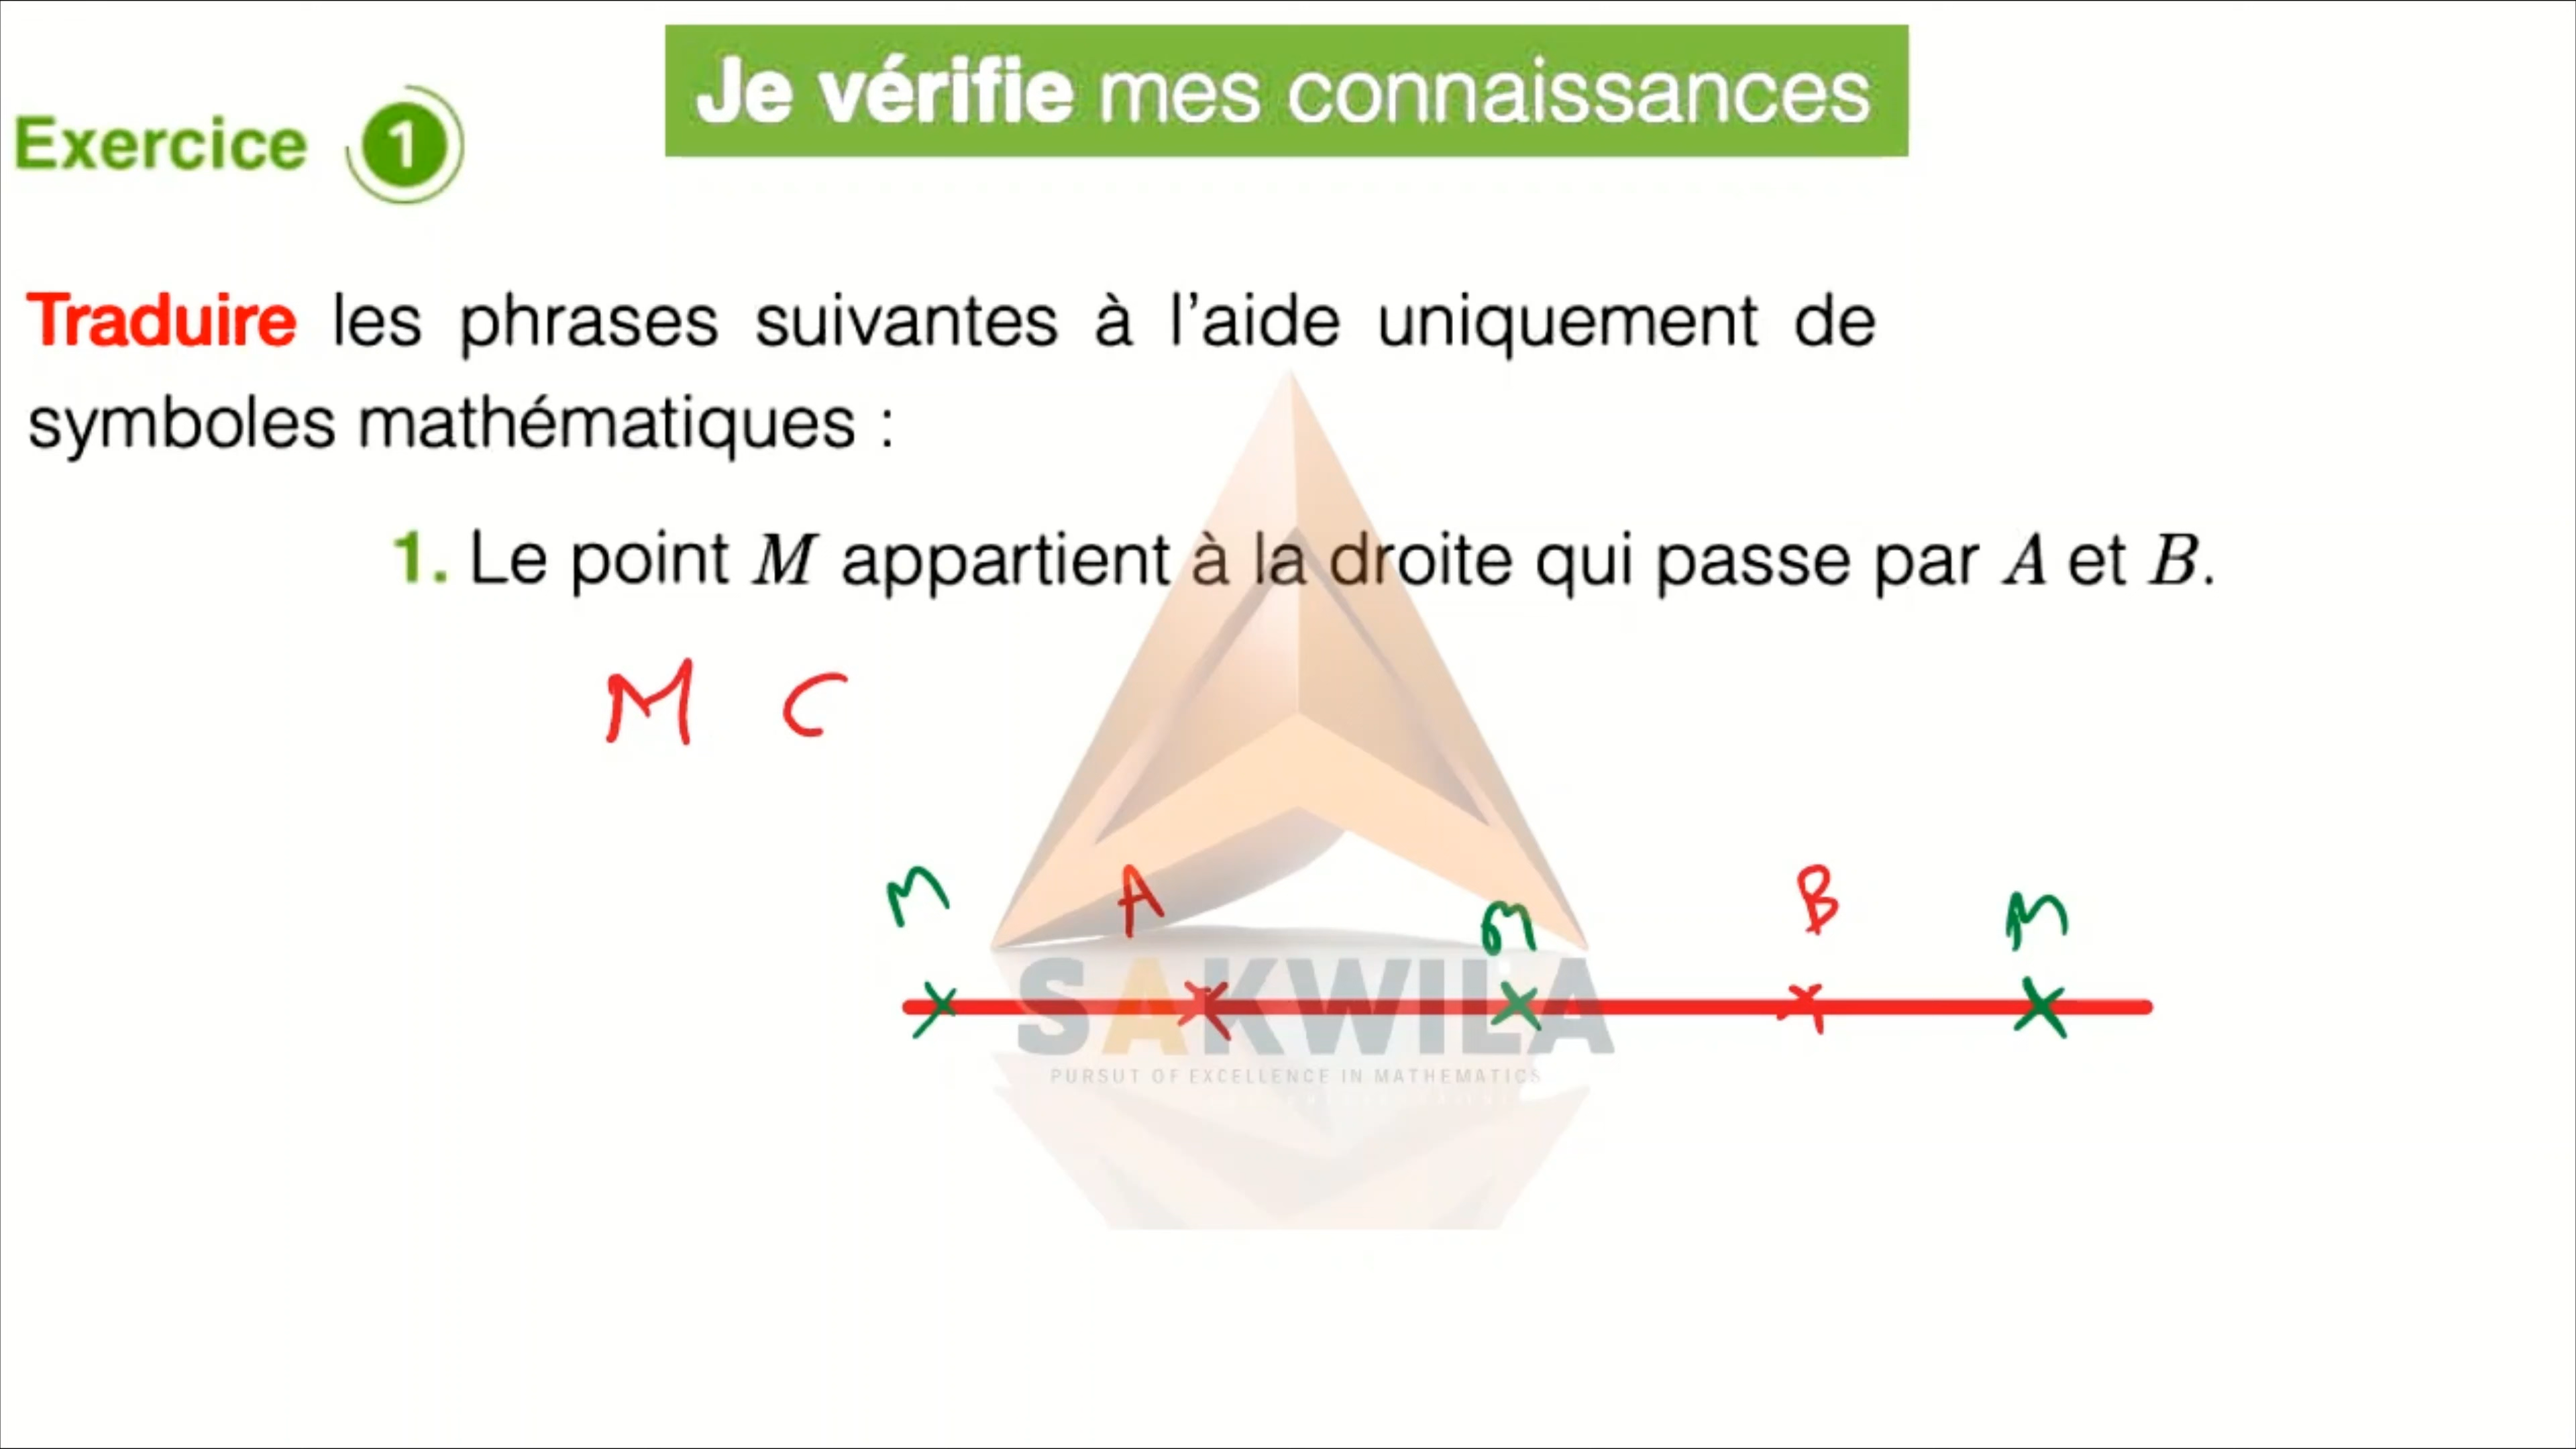 Je vérifie mes connaissances
Exercice 1
Traduire les phrases suivantes à l'aide uniquement de
symboles mathématiques :
1. Le point M appartient à la droite qui passe par A et B.
M C
M A M B M
SAKWILA
PURSUT OF EXCELLENCE IN MATHEMATICS